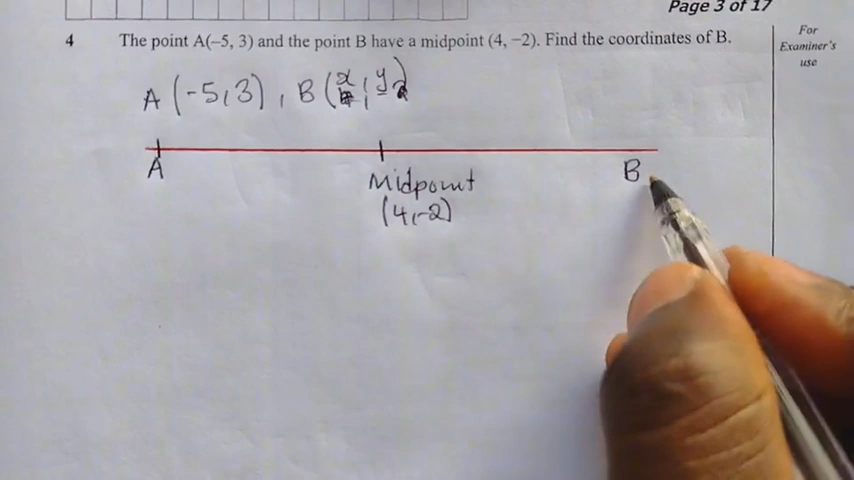 Page 3 of 17
4 The point A(–5, 3) and the point B have a midpoint (4, –2). Find the coordinates of B. For
Examiner's
use
A (-5, 3), B (x, y)
A
Midpoint
(4, -2)
B